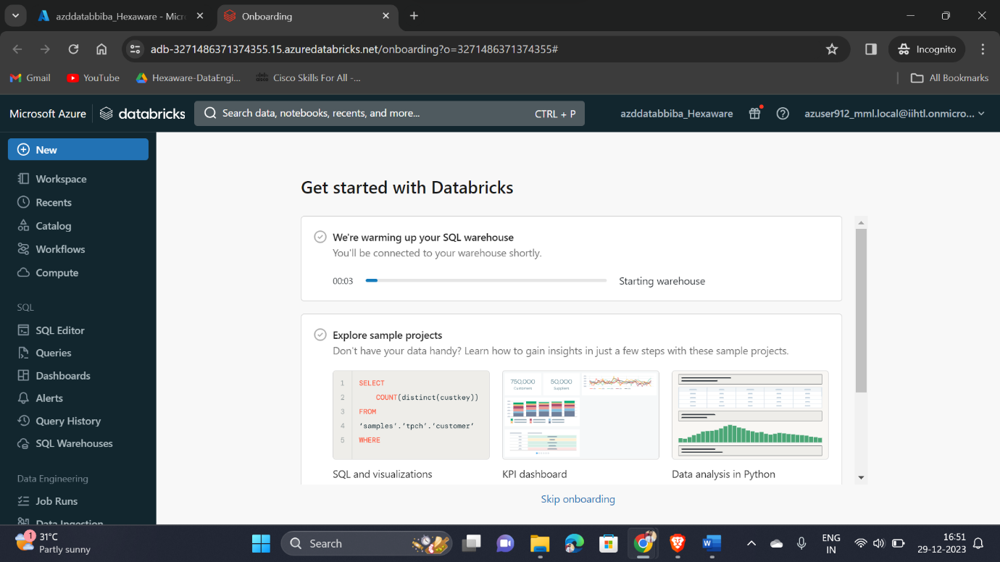 azddatabbiba_Hexaware - Micr
Onboarding
adb-3271486371374355.15.azuredatabricks.net/onboarding?o=3271486371374355#
Incognito
Gmail
YouTube
Hexaware-DataEngi...
Cisco Skills For All -...
All Bookmarks
Microsoft Azure
databricks
Search data, notebooks, recents, and more...
CTRL + P
azddatabbiba_Hexaware
azuser912_mml.local@iihtl.onmicro...
New
Workspace
Recents
Catalog
Workflows
Compute
SQL
SQL Editor
Queries
Dashboards
Alerts
Query History
SQL Warehouses
Data Engineering
Job Runs
Data Ingestion
Get started with Databricks
We're warming up your SQL warehouse
You'll be connected to your warehouse shortly.
00:03
Starting warehouse
Explore sample projects
Don't have your data handy? Learn how to gain insights in just a few steps with these sample projects.
1 SELECT
2 COUNT(distinct(custkey))
3 FROM
4 ‘samples’.‘tpch’.‘customer’
5 WHERE
750,000
Customers
50,000
Suppliers
SQL and visualizations
KPI dashboard
Data analysis in Python
Skip onboarding
1
31°C
Partly sunny
Search
ENG
IN
16:51
29-12-2023